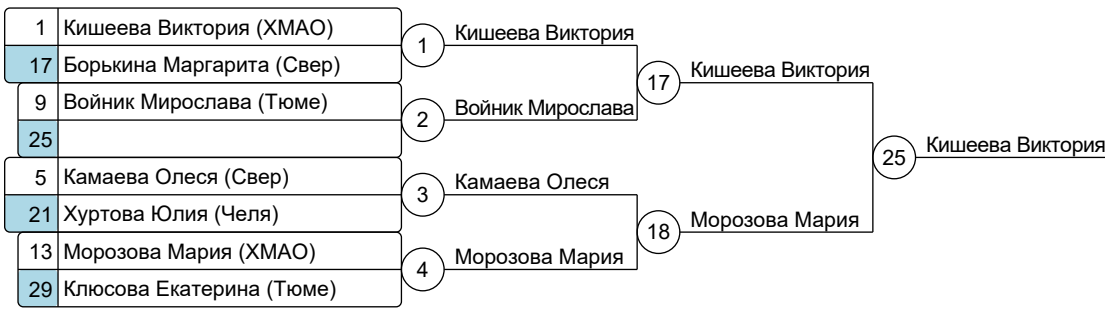 1 Кишеева Виктория (ХМАО)
17 Борькина Маргарита (Свер)
9 Войник Мирослава (Тюме)
25
5 Камаева Олеся (Свер)
21 Хуртова Юлия (Челя)
13 Морозова Мария (ХМАО)
29 Клюсова Екатерина (Тюме)
1 Кишеева Виктория
2 Войник Мирослава
3 Камаева Олеся
4 Морозова Мария
17 Кишеева Виктория
18 Морозова Мария
25 Кишеева Виктория